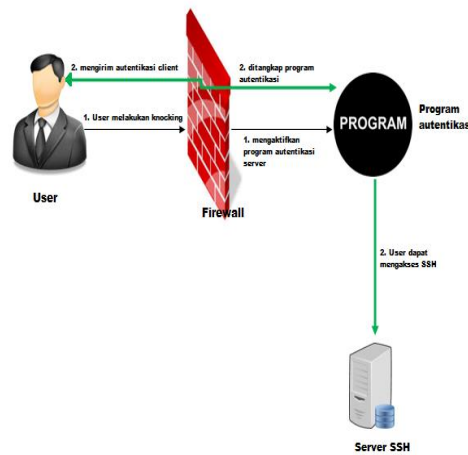 2. mengirim autentikasi client
2. ditangkap program
autentikasi
1. User melakukan knocking
1. mengaktifkan
program autentikasi
server
PROGRAM
Program
autentikasi
User
Firewall
2. User dapat
mengakses SSH
Server SSH